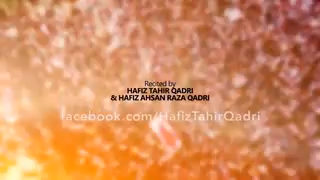 Recited by
HAFIZ TAHIR QADRI
& HAFIZ AHSAN RAZA QADRI
facebook.com/HafizTahirQadri